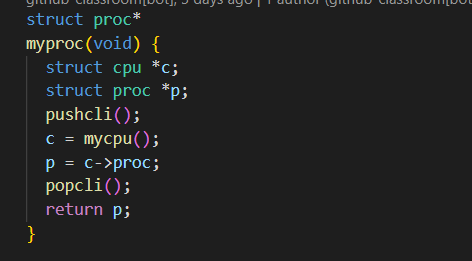 github-classroom[bot], 5 days ago | 1 author (github-classroom[bot
struct proc*
myproc(void) {
  struct cpu *c;
  struct proc *p;
  pushcli();
  c = mycpu();
  p = c->proc;
  popcli();
  return p;
}